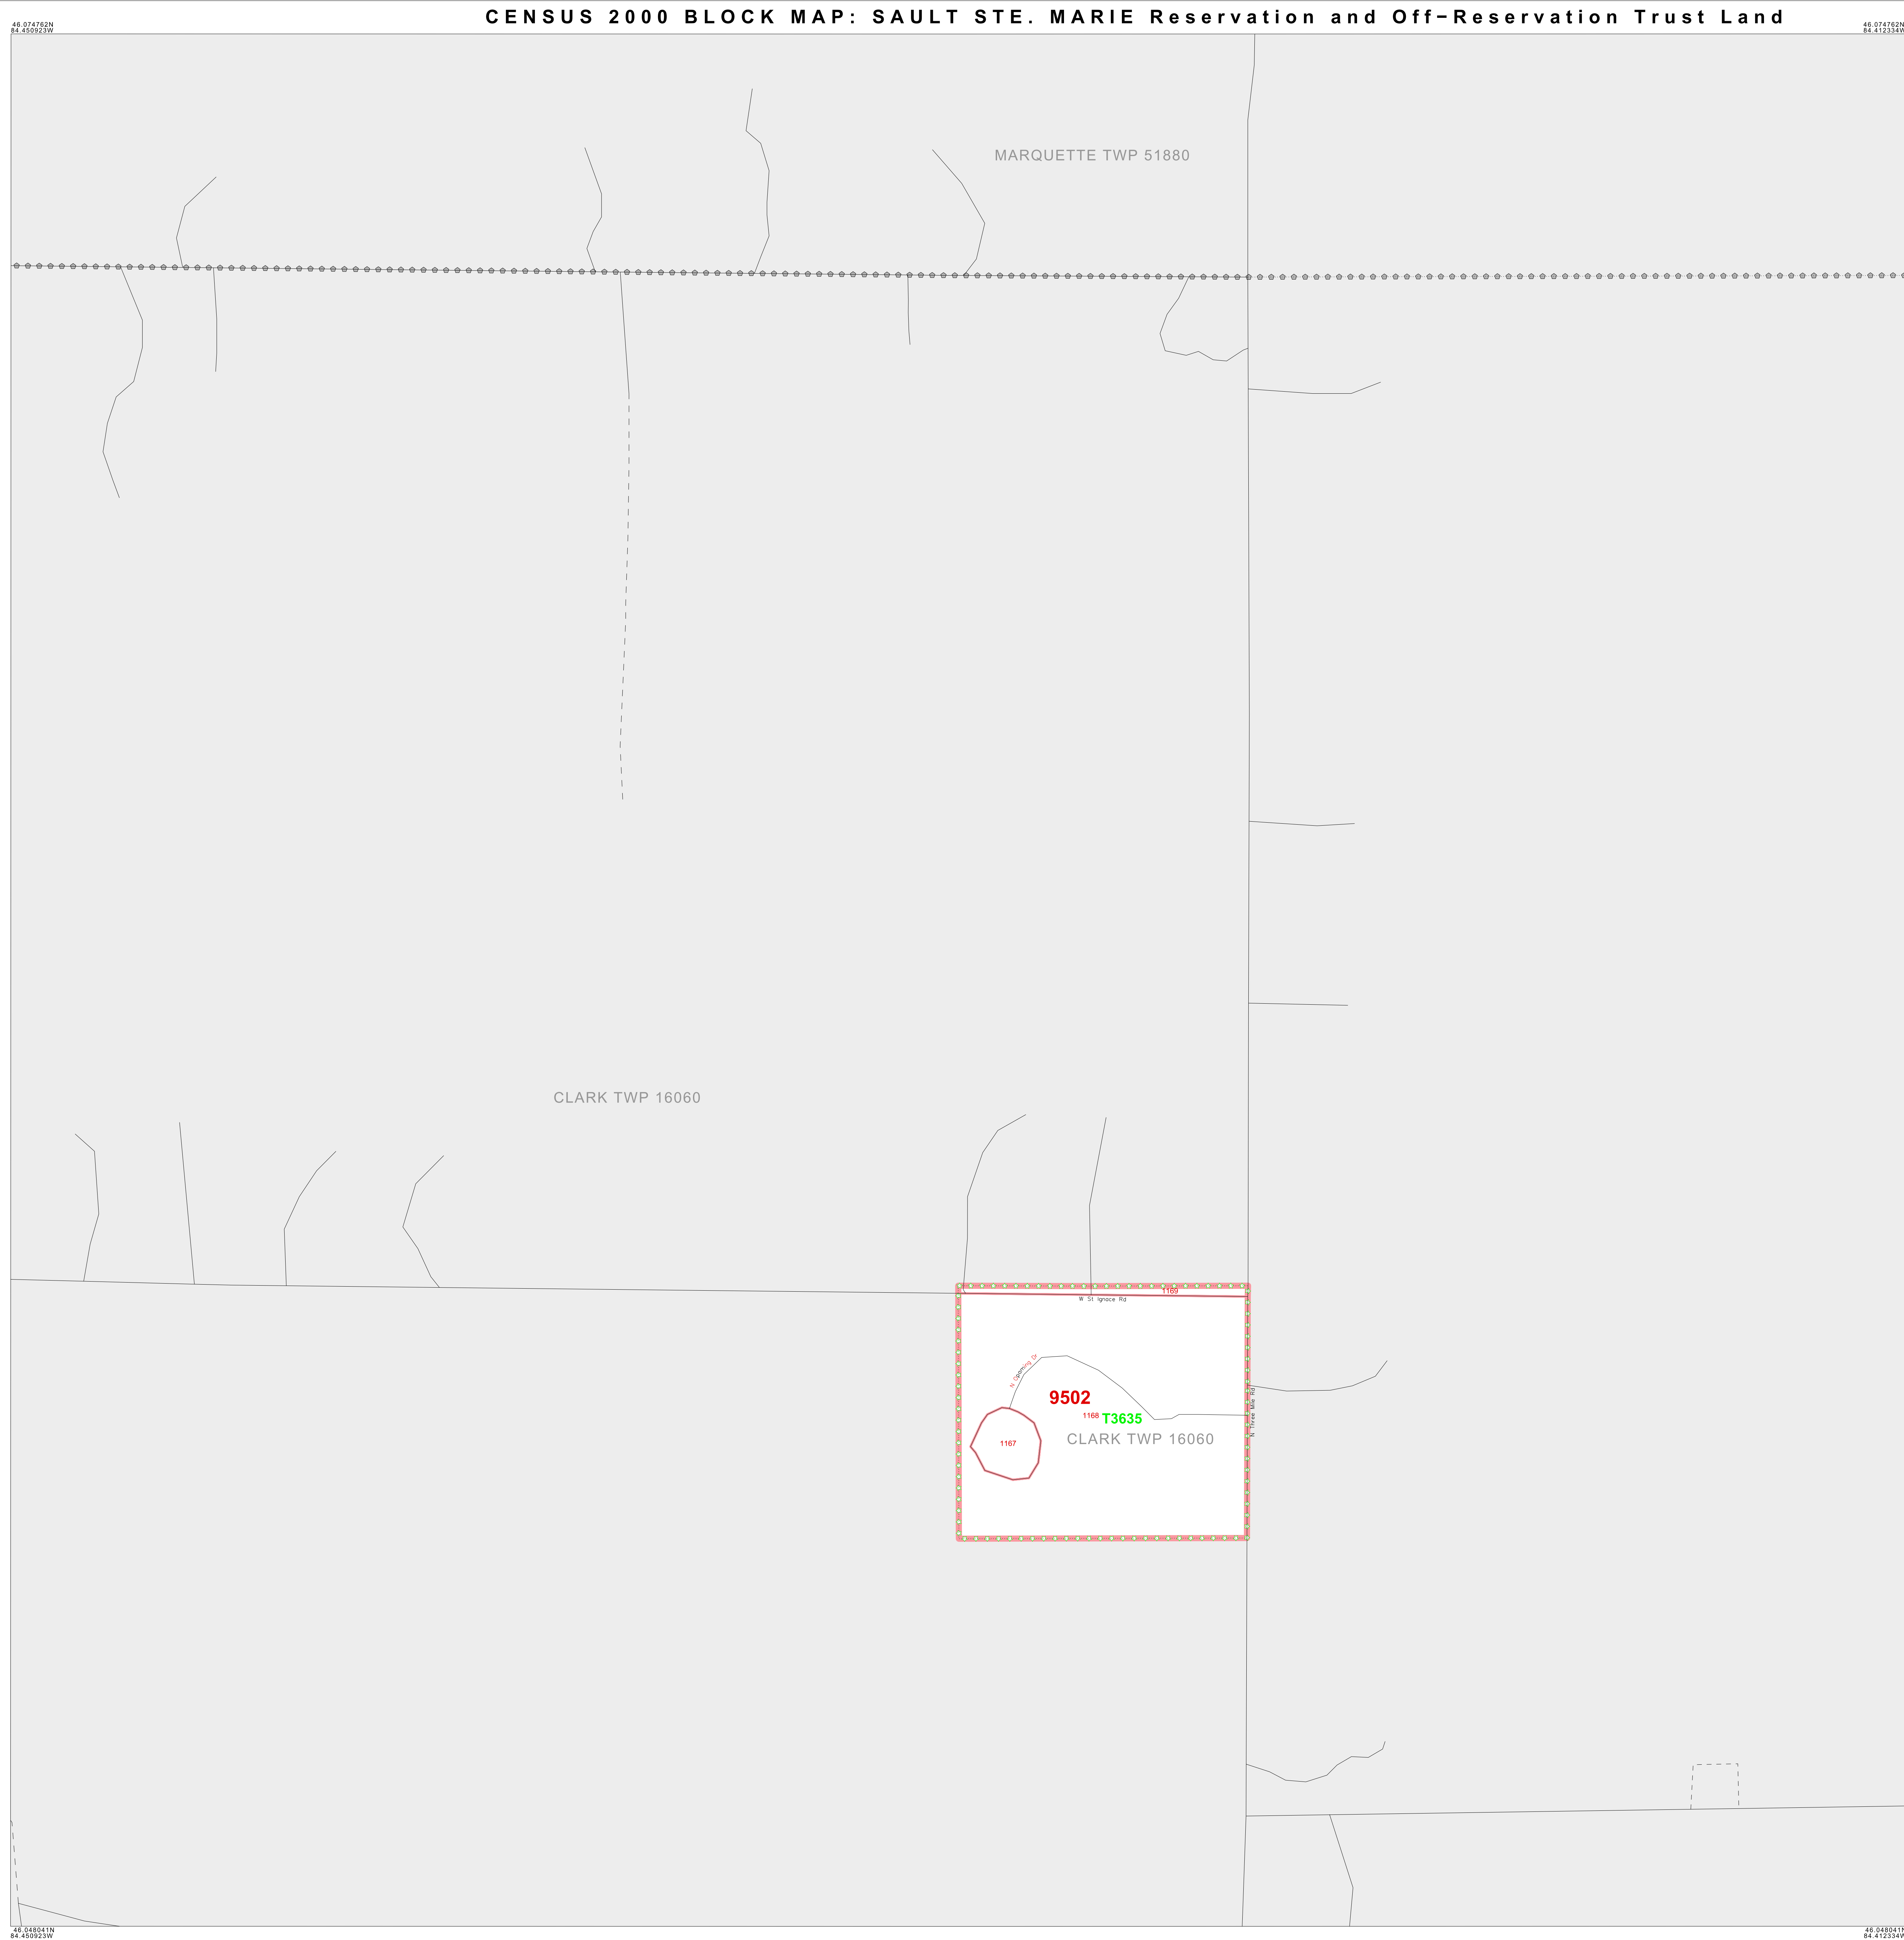 CENSUS 2000 BLOCK MAP: SAULT STE. MARIE Reservation and Off-Reservation Trust Land
46.074762N
84.450923W
46.074762N
84.412334W
MARQUETTE TWP 51880
CLARK TWP 16060
1169
W St Ignace Rd
9502
1168
T3635
N Three Mile Rd
CLARK TWP 16060
1167
46.048041N
84.450923W
46.048041N
84.412334W